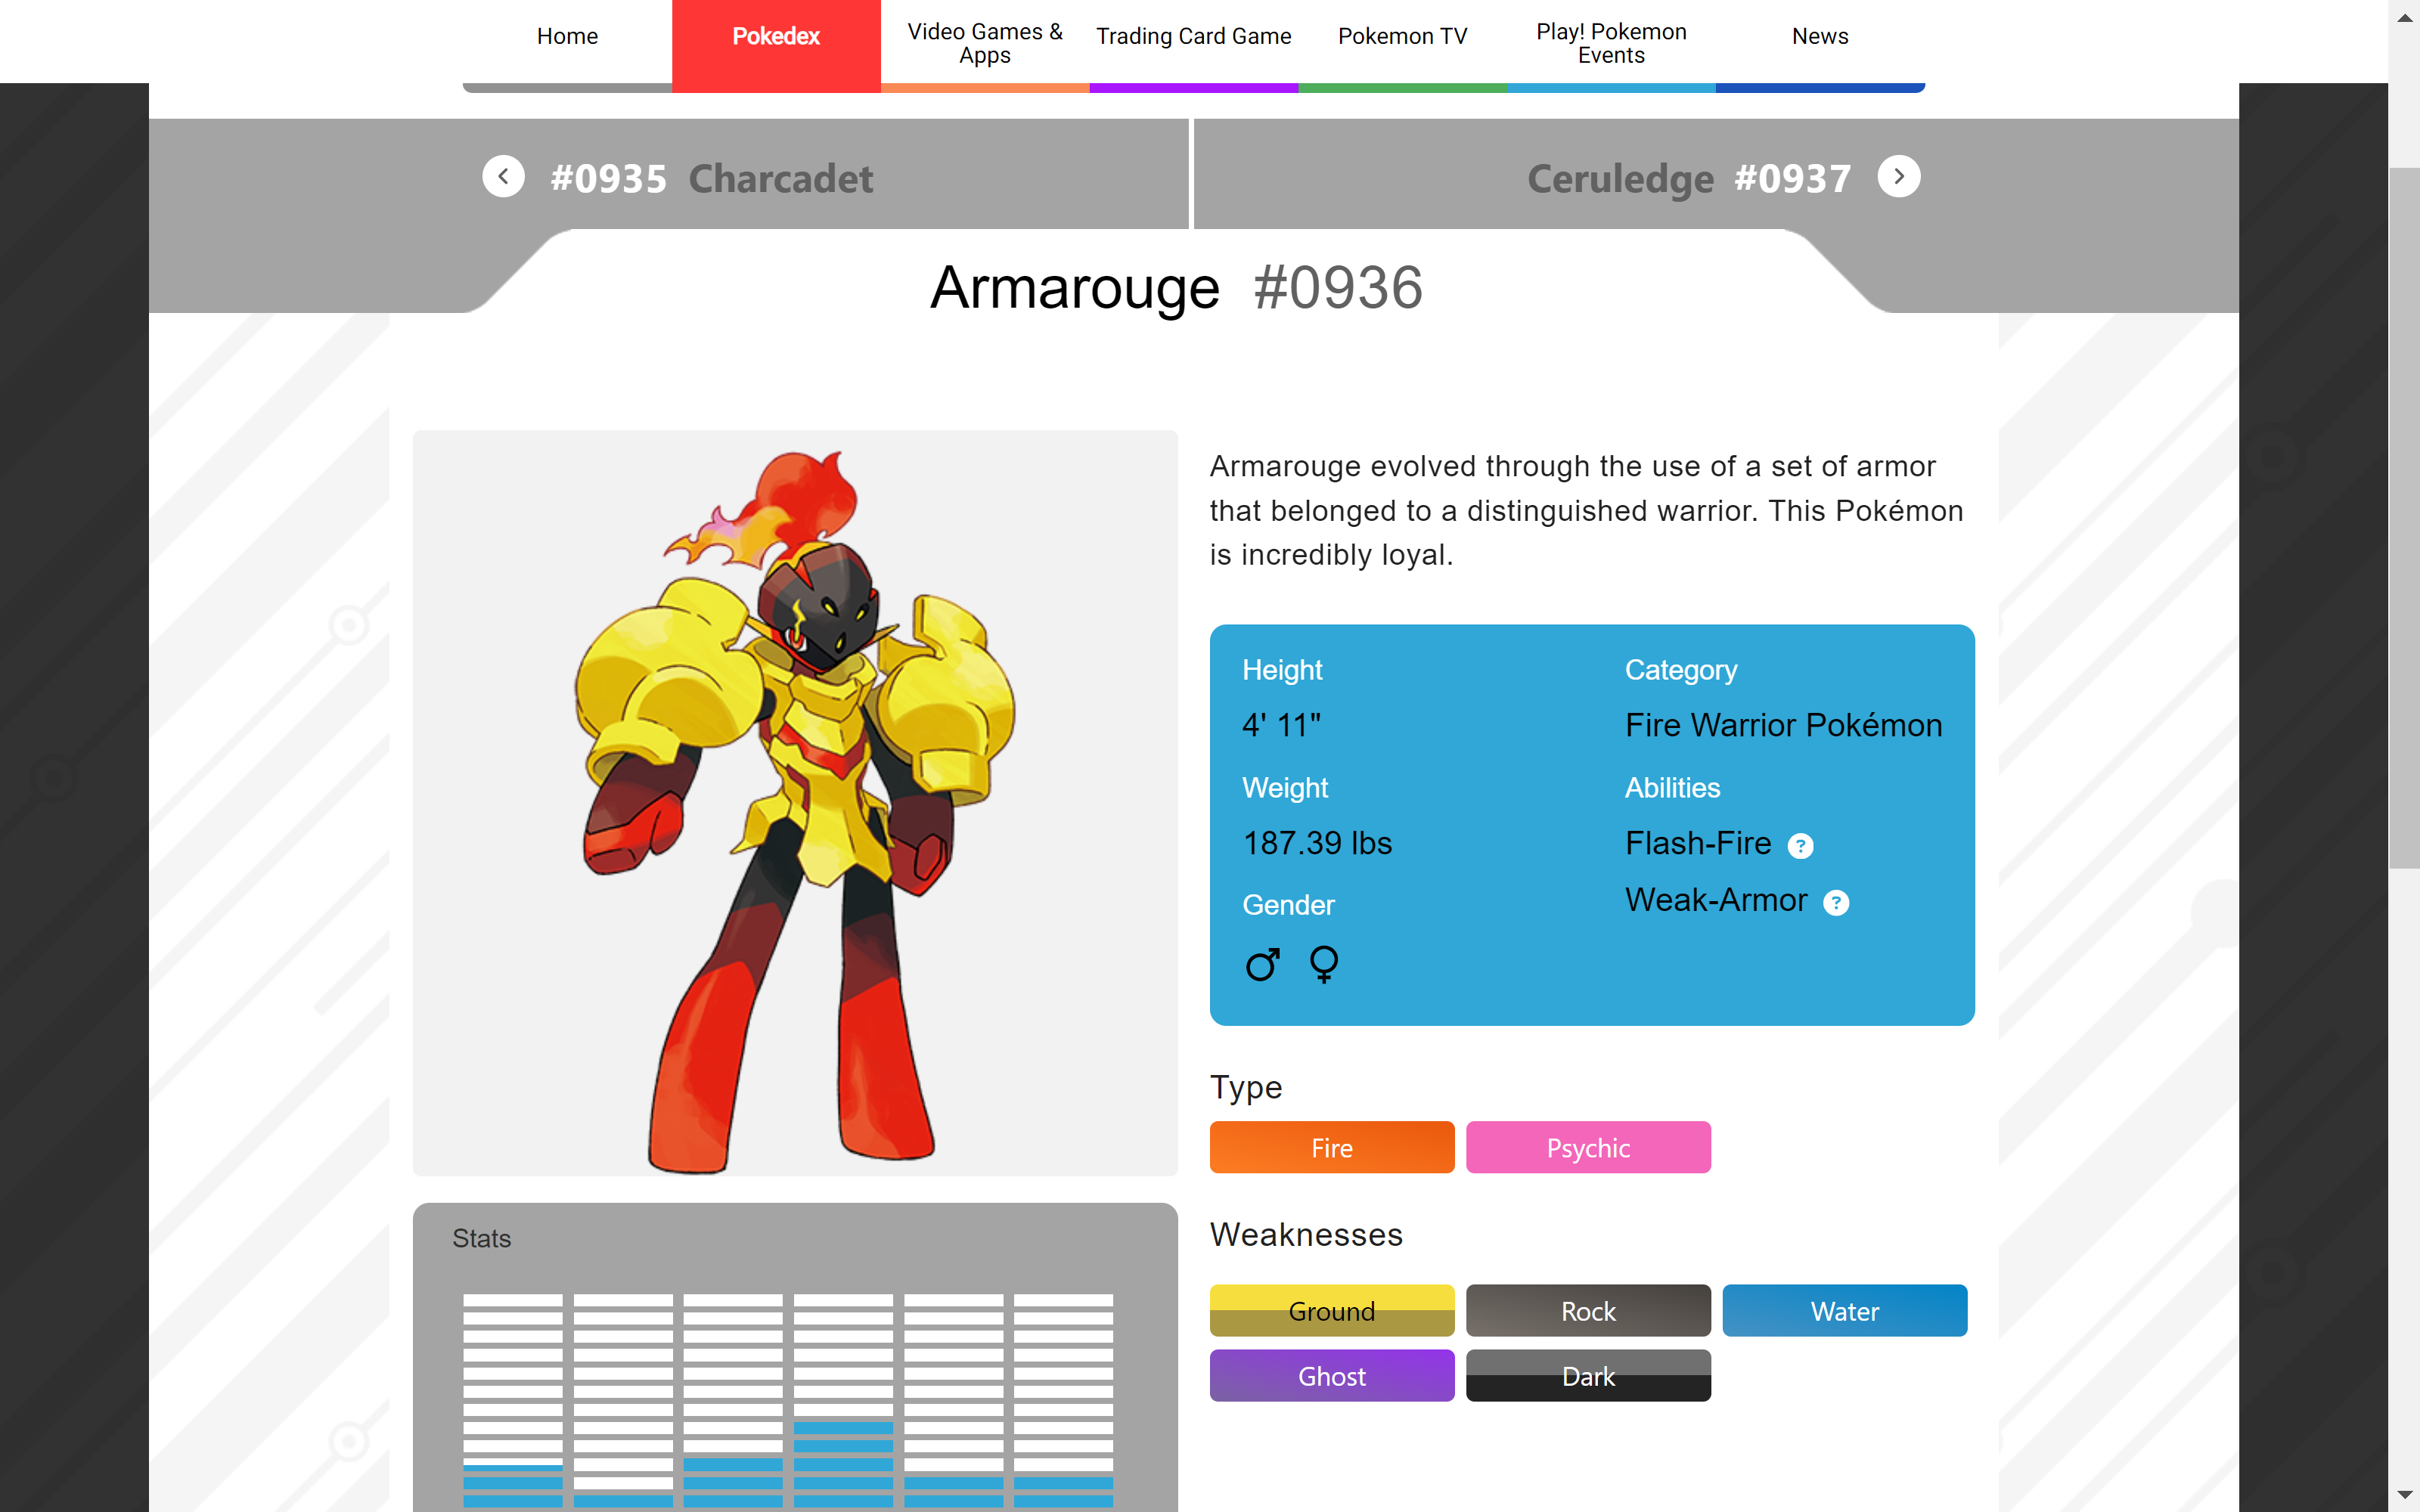 Home
Pokedex
Video Games &
Apps
Trading Card Game
Pokemon TV
Play! Pokemon
Events
News
#0935 Charcadet
Ceruledge #0937
Armarouge #0936
Armarouge evolved through the use of a set of armor
that belonged to a distinguished warrior. This Pokémon
is incredibly loyal.
Height
4' 11"
Weight
187.39 lbs
Gender
Category
Fire Warrior Pokémon
Abilities
Flash-Fire ?
Weak-Armor ?
Type
Fire
Psychic
Weaknesses
Ground
Rock
Water
Ghost
Dark
Stats